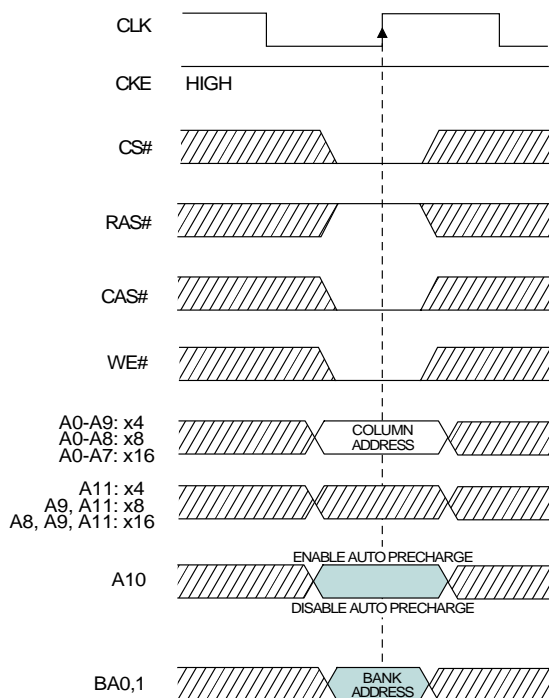 CLK
CKE HIGH
CS#
RAS#
CAS#
WE#
A0-A9: x4
A0-A8: x8
A0-A7: x16
COLUMN
ADDRESS
A11: x4
A9, A11: x8
A8, A9, A11: x16
ENABLE AUTO PRECHARGE
A10
DISABLE AUTO PRECHARGE
BA0,1
BANK
ADDRESS